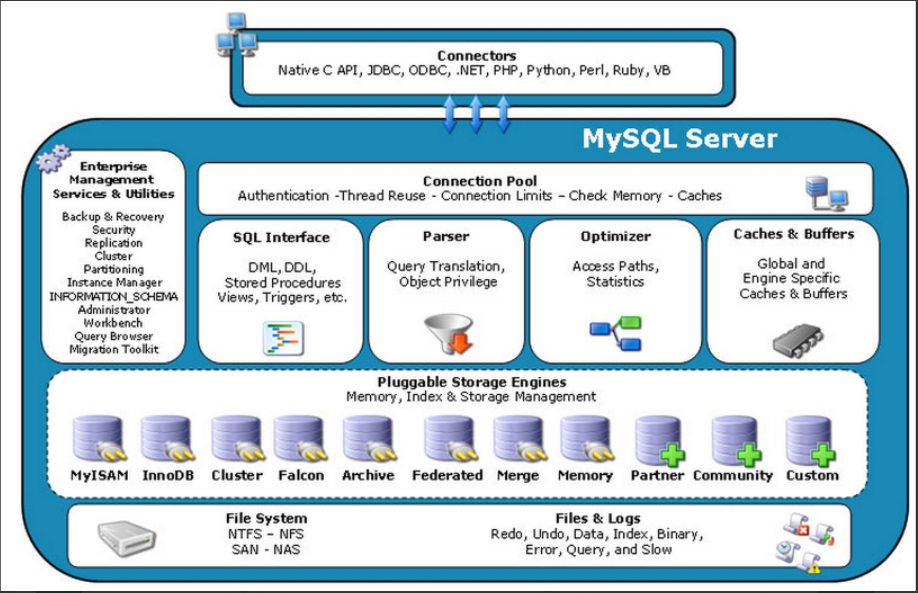 Connectors
Native C API, JDBC, ODBC, .NET, PHP, Python, Perl, Ruby, VB
MySQL Server
Enterprise
Management
Services & Utilities
Backup & Recovery
Security
Replication
Cluster
Partitioning
Instance Manager
INFORMATION_SCHEMA
Administrator
Workbench
Query Browser
Migration Toolkit
Connection Pool
Authentication -Thread Reuse - Connection Limits – Check Memory - Caches
SQL Interface
DML, DDL,
Stored Procedures
Views, Triggers, etc.
Parser
Query Translation,
Object Privilege
Optimizer
Access Paths,
Statistics
Caches & Buffers
Global and
Engine Specific
Caches & Buffers
Pluggable Storage Engines
Memory, Index & Storage Management
MyISAM InnoDB Cluster Falcon Archive Federated Merge Memory Partner Community Custom
File System
NTFS – NFS
SAN - NAS
Files & Logs
Redo, Undo, Data, Index, Binary,
Error, Query, and Slow